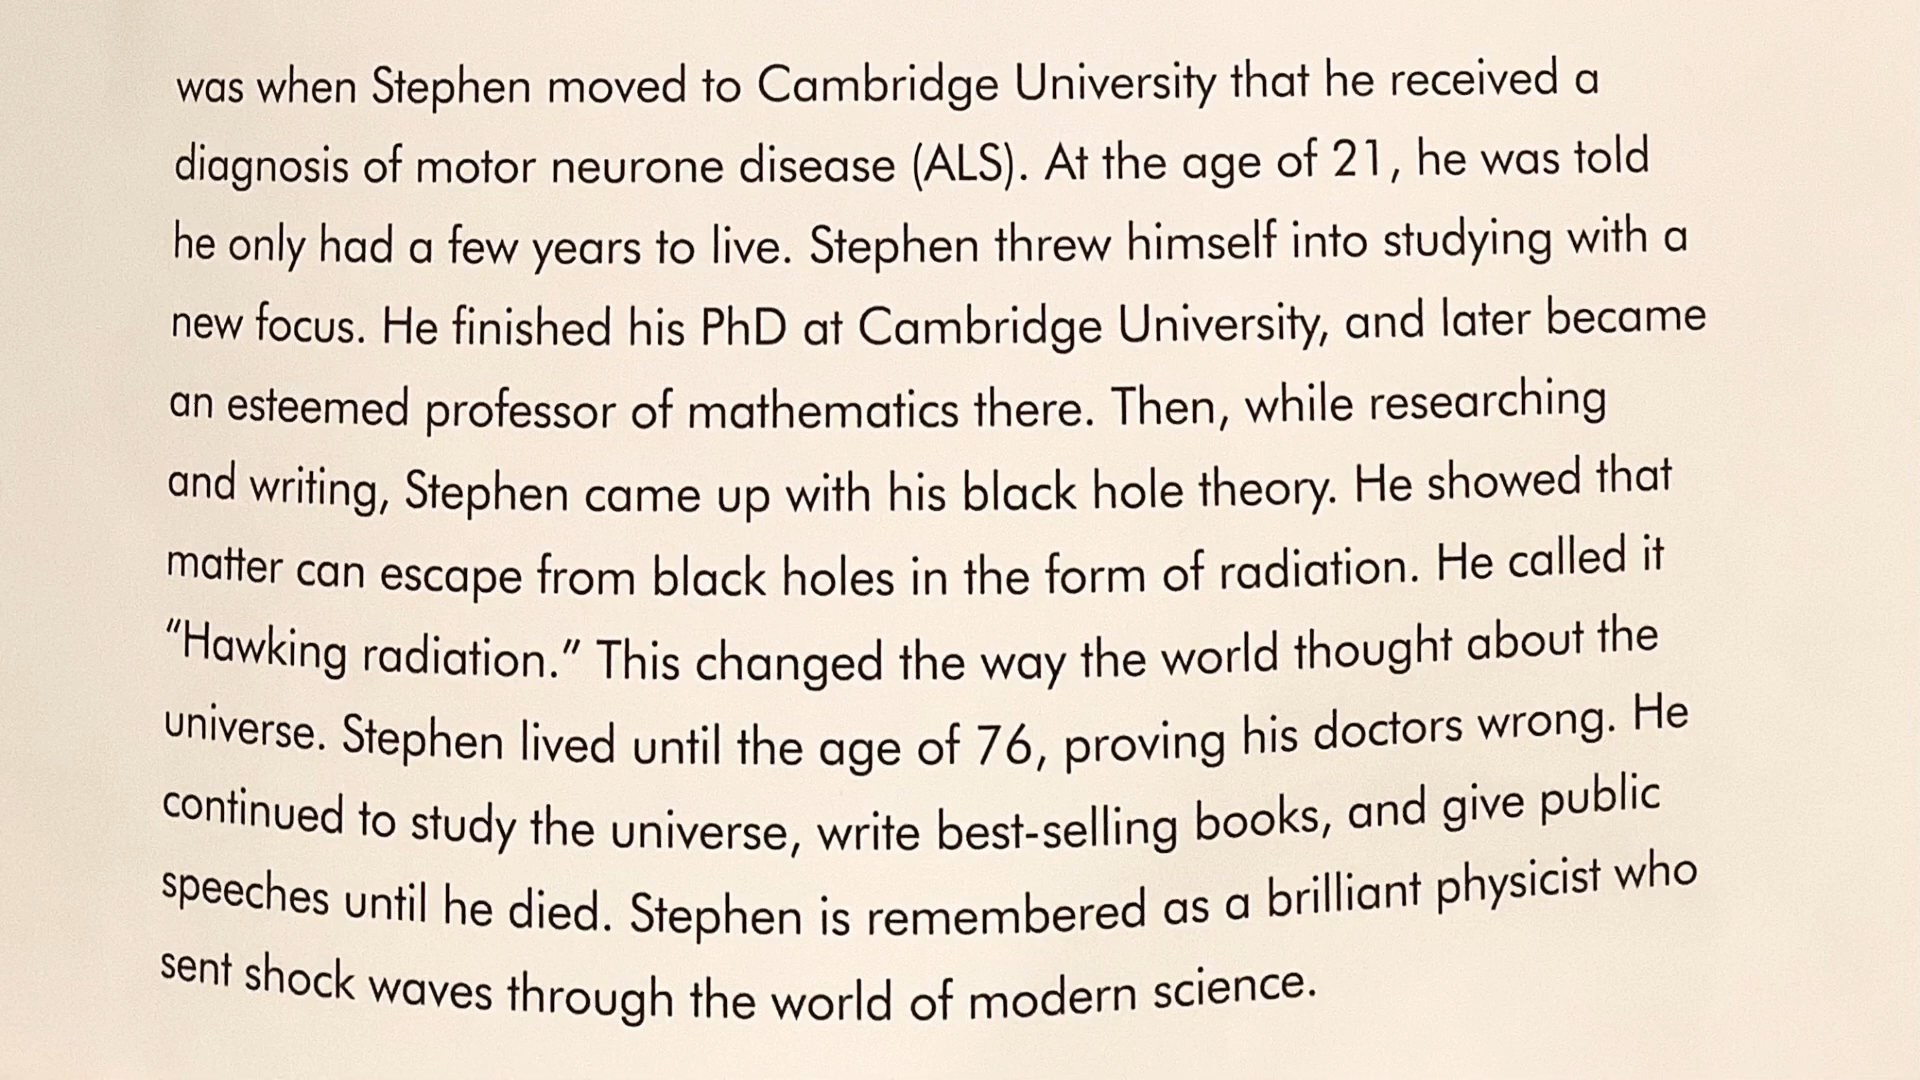 was when Stephen moved to Cambridge University that he received a
diagnosis of motor neurone disease (ALS). At the age of 21, he was told
he only had a few years to live. Stephen threw himself into studying with a
new focus. He finished his PhD at Cambridge University, and later became
an esteemed professor of mathematics there. Then, while researching
and writing, Stephen came up with his black hole theory. He showed that
matter can escape from black holes in the form of radiation. He called it
“Hawking radiation.” This changed the way the world thought about the
universe. Stephen lived until the age of 76, proving his doctors wrong. He
continued to study the universe, write best-selling books, and give public
speeches until he died. Stephen is remembered as a brilliant physicist who
sent shock waves through the world of modern science.